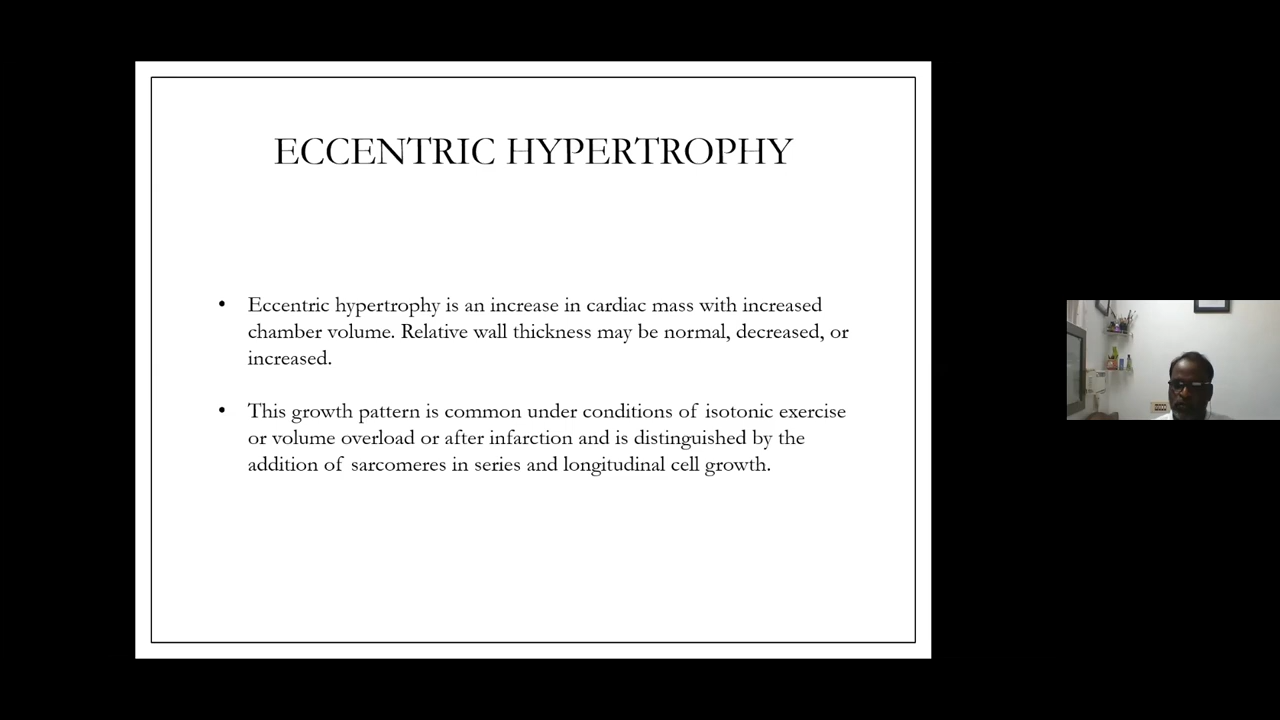 ECCENTRIC HYPERTROPHY
• Eccentric hypertrophy is an increase in cardiac mass with increased
chamber volume. Relative wall thickness may be normal, decreased, or
increased.
• This growth pattern is common under conditions of isotonic exercise
or volume overload or after infarction and is distinguished by the
addition of sarcomeres in series and longitudinal cell growth.